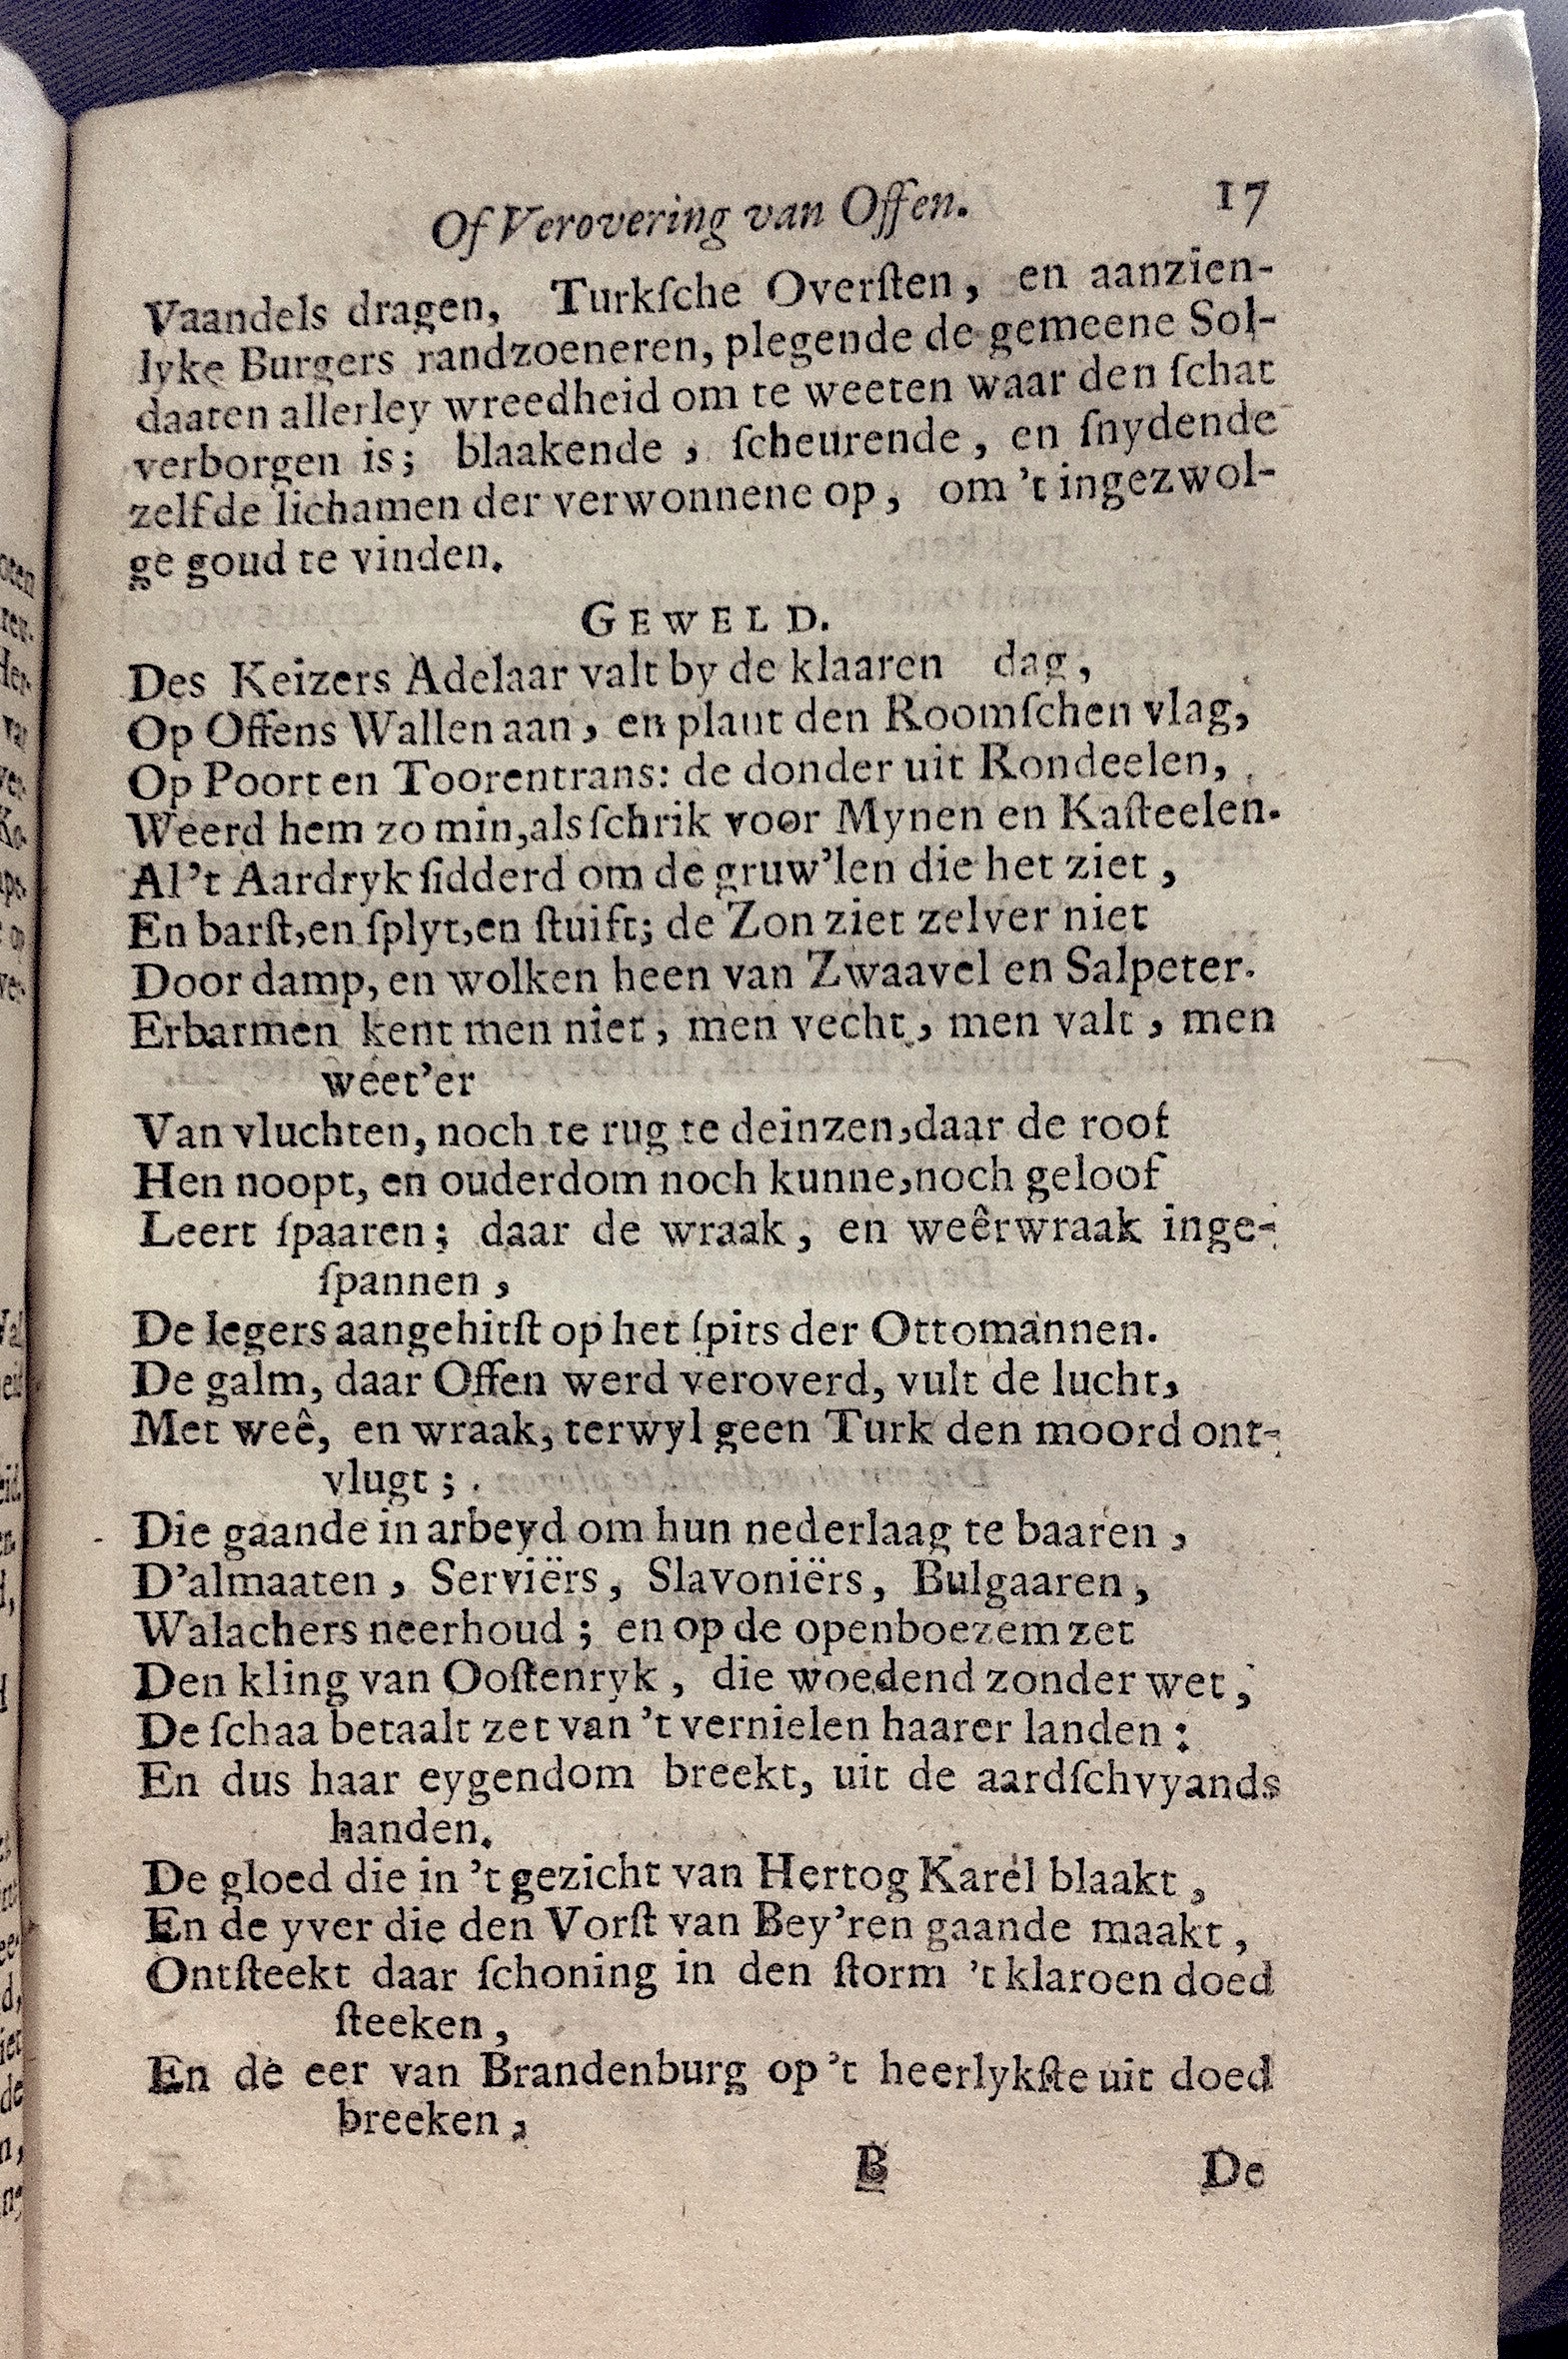 Of Verovering van Offen. 17
Vaandels dragen, Turkſche Overſten, en aanzien-
lyke Burgers randzoeneren, plegende de gemeene Sol-
daaten allerley wreedheid om te weeten waar den ſchat
verborgen is; blaakende, ſcheurende, en ſnydende
zelfde lichamen der verwonnene op, om 't ingezwol-
ge goud te vinden.
GEWELD.
Des Keizers Adelaar valt by de klaaren dag,
Op Offens Wallen aan, en plant den Roomſchen vlag,
Op Poort en Toorentrans: de donder uit Rondeelen,
Weerd hem zo min, als ſchrik voor Mynen en Kaſteelen.
Al 't Aardryk ſidderd om de gruw'len die het ziet,
En barſt, en ſplyt, en ſtuift; de Zon ziet zelver niet
Door damp, en wolken heen van Zwaavel en Salpeter.
Erbarmen kent men niet, men vecht, men valt, men
weet'er
Van vluchten, noch te rug te deinzen, daar de roof
Hen noopt, en ouderdom noch kunne, noch geloof
Leert ſpaaren; daar de wraak, en weêrwraak inge-
ſpannen,
De legers aangehitſt op het ſpits der Ottomannen.
De galm, daar Offen werd veroverd, vult de lucht,
Met weê, en wraak, terwyl geen Turk den moord ont-
vlugt;
Die gaande in arbeyd om hun nederlaag te baaren,
D'almaaten, Serviërs, Slavoniërs, Bulgaaren,
Walachers neerhoud; en op de openboezem zet
Den kling van Ooſtenryk, die woedend zonder wet,
De ſchaa betaalt zet van 't vernielen haarer landen:
En dus haar eygendom breekt, uit de aardſchvyands
handen.
De gloed die in 't gezicht van Hertog Karel blaakt,
En de yver die den Vorſt van Bey'ren gaande maakt,
Ontſteekt daar ſchoning in den ſtorm 't klaroen doed
ſteeken,
En de eer van Brandenburg op 't heerlykſte uit doed
breeken,
B De